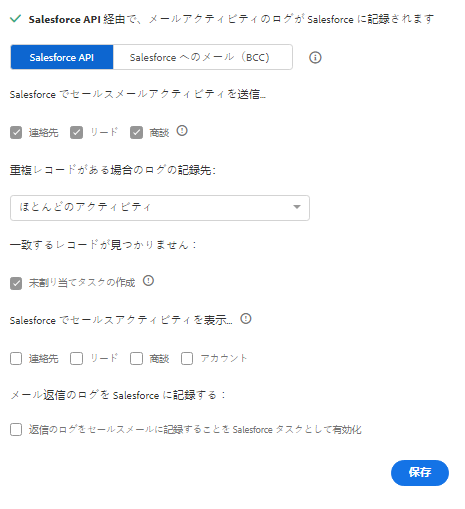 Salesforce API 経由で、メールアクティビティのログが Salesforce に記録されます
Salesforce API
Salesforce へのメール（BCC）
Salesforce でセールスメールアクティビティを送信...
連絡先 リード 商談
重複レコードがある場合のログの記録先:
ほとんどのアクティビティ
一致するレコードが見つかりません：
未割り当てタスクの作成
Salesforce でセールスアクティビティを表示...
連絡先 リード 商談 アカウント
メール返信のログを Salesforce に記録する：
返信のログをセールスメールに記録することを Salesforce タスクとして有効化
保存